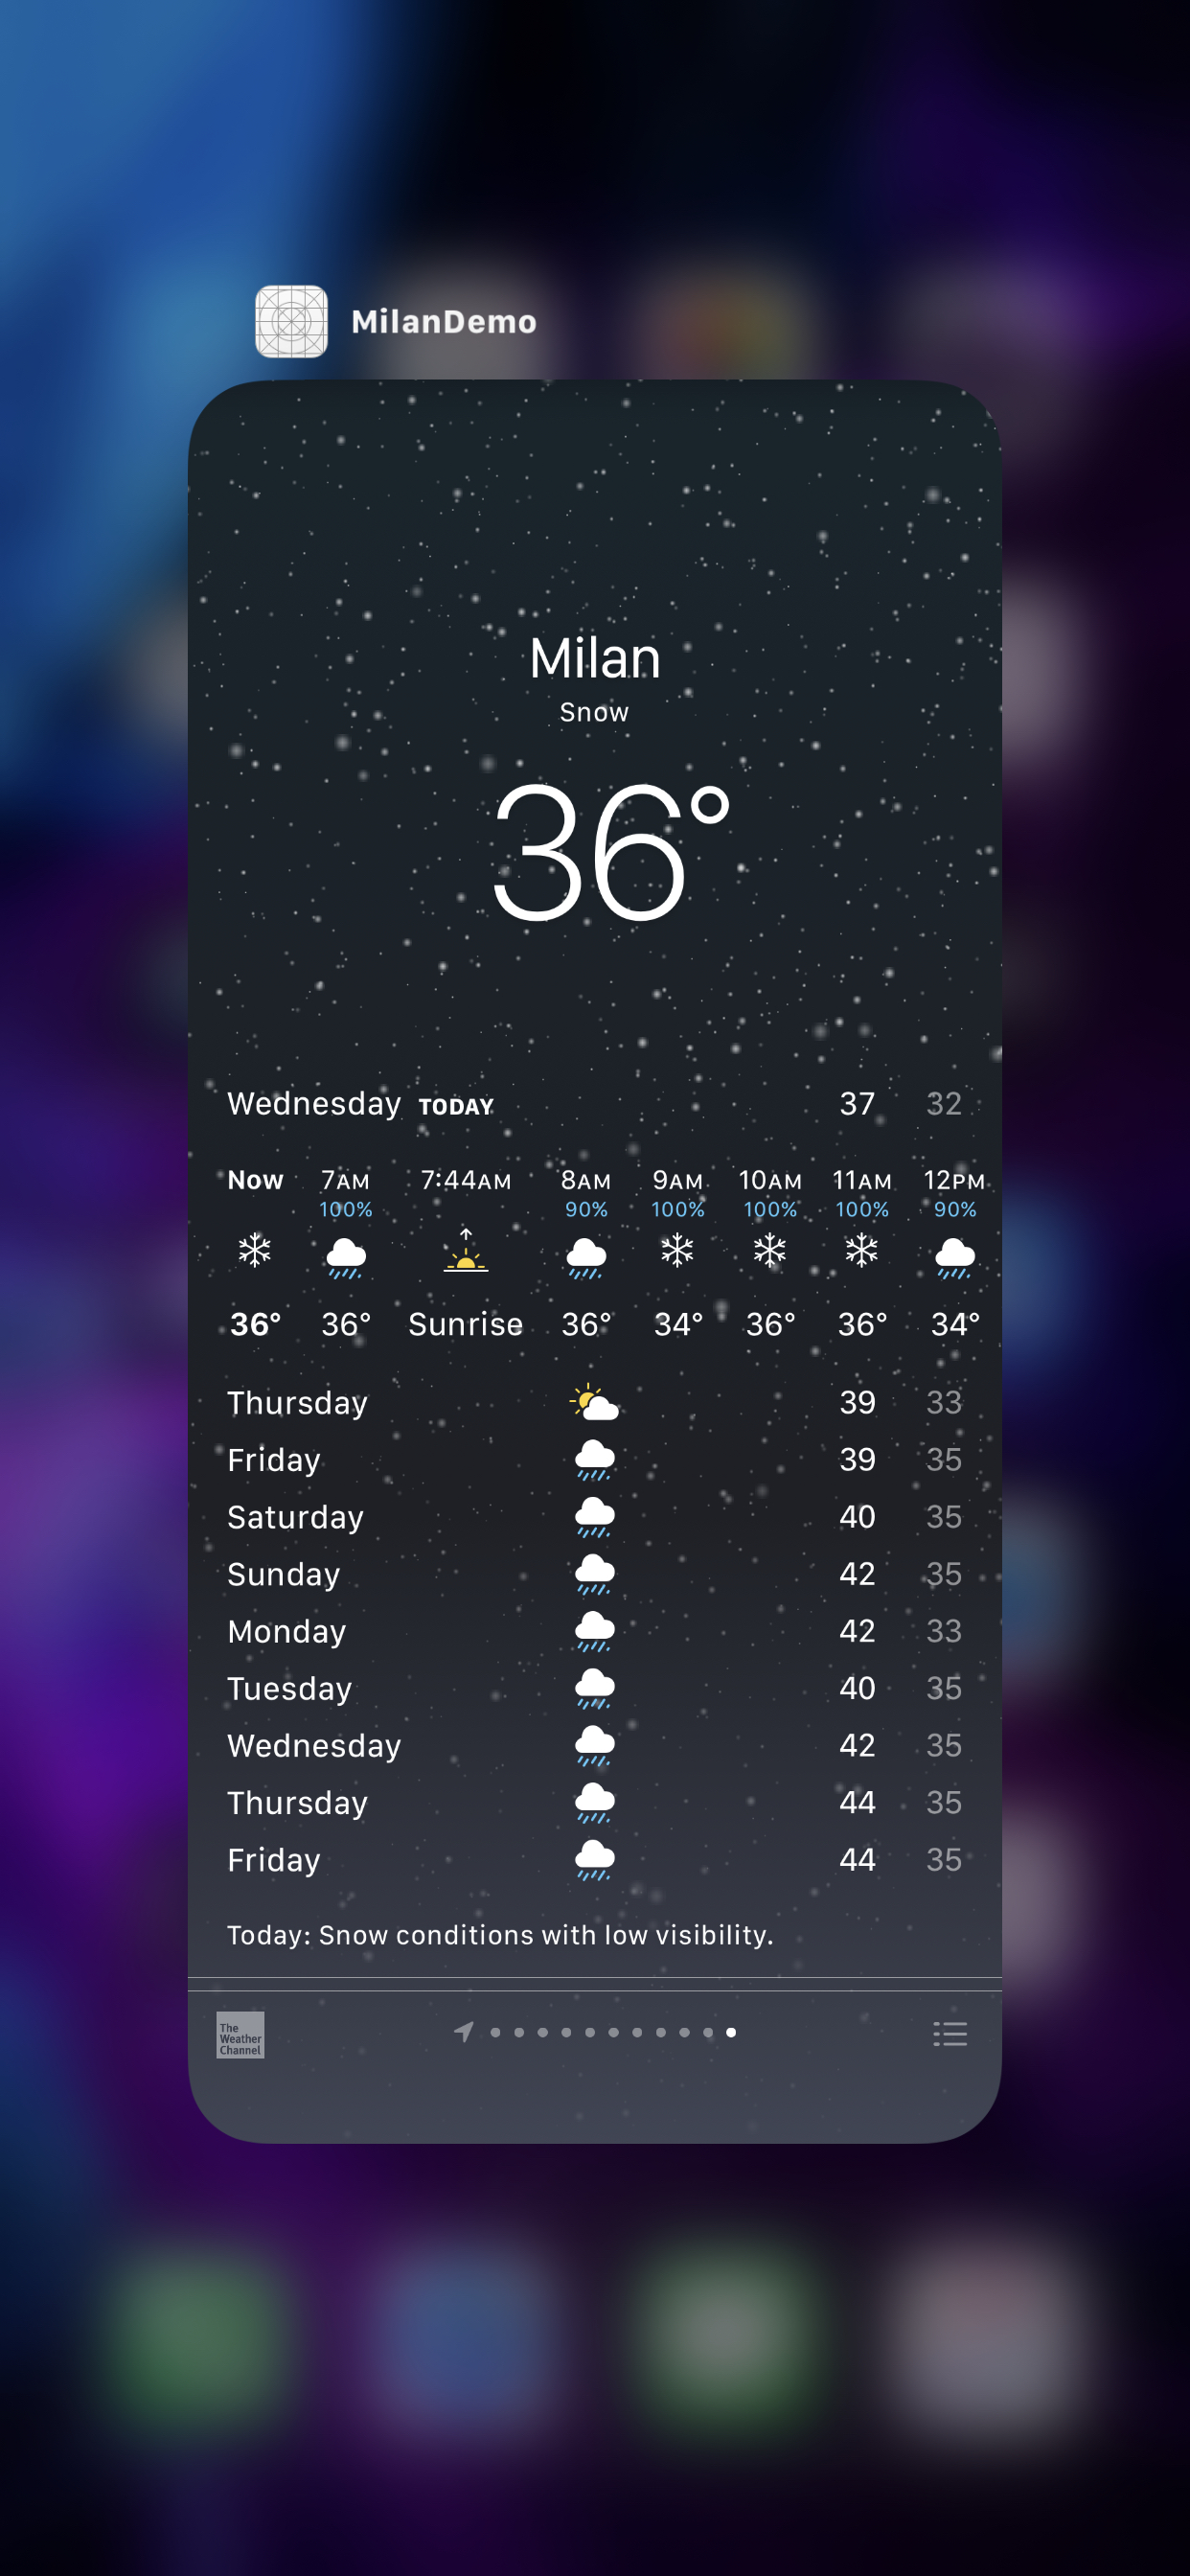 MilanDemo
Milan
Snow
36°
Wednesday TODAY 37 32
Now 7AM 7:44AM 8AM 9AM 10AM 11AM 12PM
100% 90% 100% 100% 100% 90%
36° 36° Sunrise 36° 34° 36° 36° 34°
Thursday 39 33
Friday 39 35
Saturday 40 35
Sunday 42 35
Monday 42 33
Tuesday 40 35
Wednesday 42 35
Thursday 44 35
Friday 44 35
Today: Snow conditions with low visibility.
The
Weather
Channel